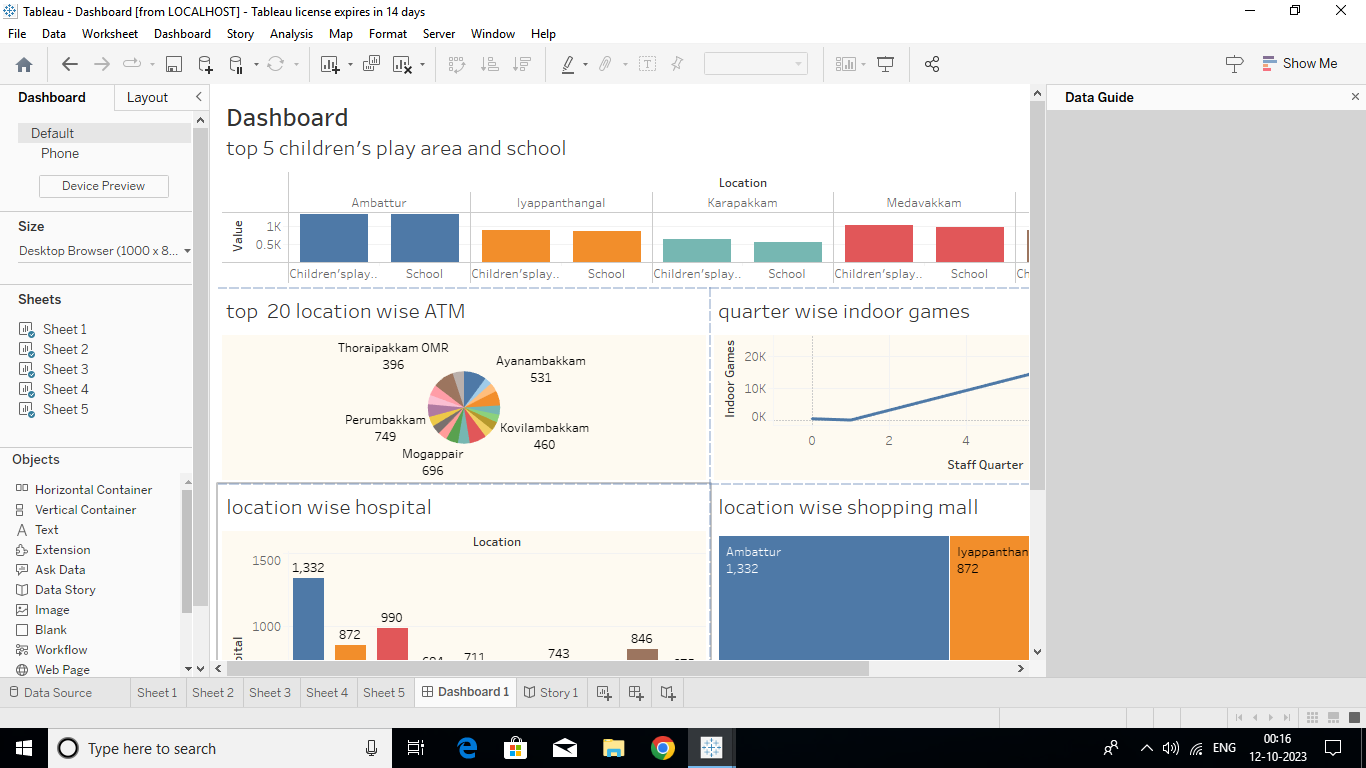 Tableau - Dashboard [from LOCALHOST] - Tableau license expires in 14 days
File Data Worksheet Dashboard Story Analysis Map Format Server Window Help
Show Me
Dashboard Layout
Default
Phone
Device Preview
Size
Desktop Browser (1000 x 8...
Sheets
Sheet 1
Sheet 2
Sheet 3
Sheet 4
Sheet 5
Objects
Horizontal Container
Vertical Container
Text
Extension
Ask Data
Data Story
Image
Blank
Workflow
Web Page
Dashboard
top 5 children's play area and school
Location
Ambattur Iyappanthangal Karapakkam Medavakkam
Value
1K
0.5K
Children'splay.. School Children'splay.. School Children'splay.. School Children'splay.. School Ch
top 20 location wise ATM
Thoraipakkam OMR
396
Ayanambakkam
531
Perumbakkam
749
Kovilambakkam
460
Mogappair
696
quarter wise indoor games
Indoor Games
20K
10K
0K
0 2 4
Staff Quarter
location wise hospital
Location
1500
1000
1,332
872
990
711
743
846
location wise shopping mall
Ambattur
1,332
Iyappanthan
872
Data Guide
Data Source Sheet 1 Sheet 2 Sheet 3 Sheet 4 Sheet 5 Dashboard 1 Story 1
Type here to search
ENG
00:16
12-10-2023